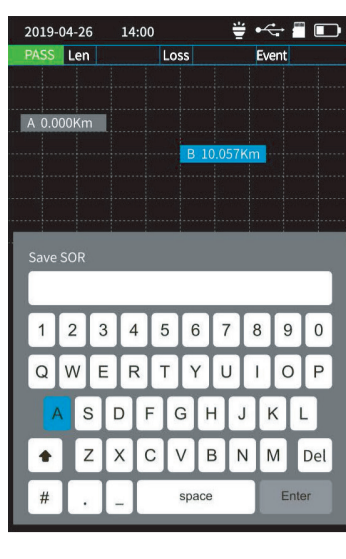 2019-04-26 14:00
PASS Len Loss Event
A 0.000Km
B 10.057Km
Save SOR
1 2 3 4 5 6 7 8 9 0
Q W E R T Y U I O P
A S D F G H J K L
Z X C V B N M Del
# . _ space Enter